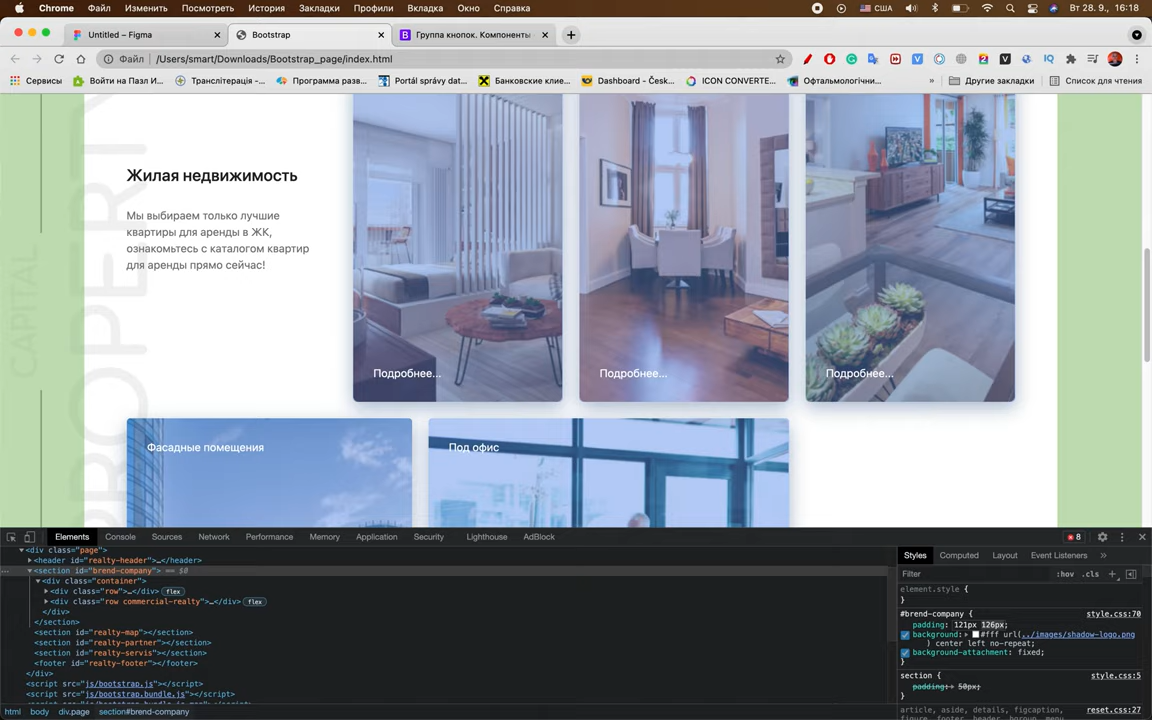 Chrome Файл Изменить Посмотреть История Закладки Профили Вкладка Окно Справка США Вт 28. 9., 16:18
Untitled – Figma Bootstrap Группа кнопок. Компоненты
Файл /Users/smart/Downloads/Bootstrap_page/index.html
Сервисы Войти на Пазл И... Транслітерація –... Программа разв... Portál správy dat... Банковские клие... Dashboard - Česk... ICON CONVERTE... Офтальмологічни... » Другие закладки Список для чтения
CAPITAL
PROPERTY
Жилая недвижимость
Мы выбираем только лучшие
квартиры для аренды в ЖК,
ознакомьтесь с каталогом квартир
для аренды прямо сейчас!
Подробнее... Подробнее... Подробнее...
Фасадные помещения Под офис
Elements Console Sources Network Performance Memory Application Security Lighthouse AdBlock 8
<div class="page">
<header id="realty-header">…</header>
<section id="brend-company"> == $0
<div class="container">
<div class="row">…</div> flex
<div class="row commercial-realty">…</div> flex
</div>
</section>
<section id="realty-map"></section>
<section id="realty-partner"></section>
<section id="realty-servis"></section>
<footer id="realty-footer"></footer>
</div>
<script src="js/bootstrap.js"></script>
<script src="js/bootstrap.bundle.js"></script>
html body div.page section#brend-company
Styles Computed Layout Event Listeners »
Filter :hov .cls +
element.style {
}
#brend-company { style.css:70
padding: 121px 126px;
background: #fff url(../images/shadow-logo.png
) center left no-repeat;
background-attachment: fixed;
}
section { style.css:5
padding: 50px;
}
article, aside, details, figcaption, reset.css:27